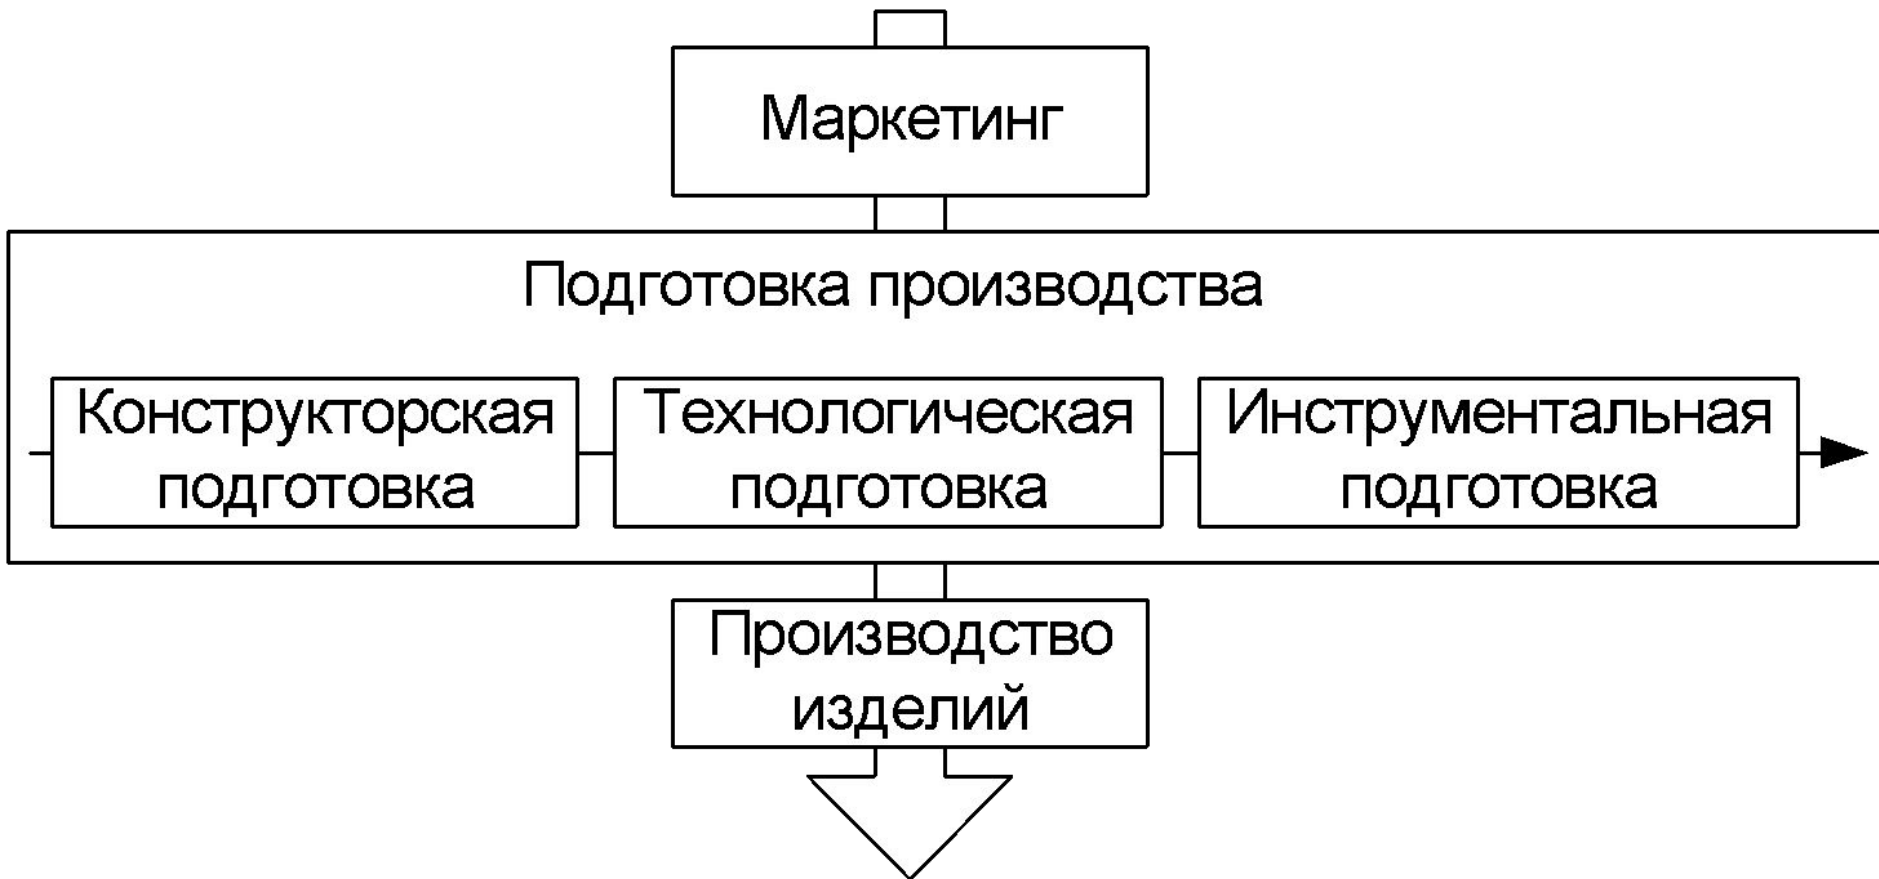 Маркетинг
Подготовка производства
Конструкторская
подготовка
Технологическая
подготовка
Инструментальная
подготовка
Производство
изделий